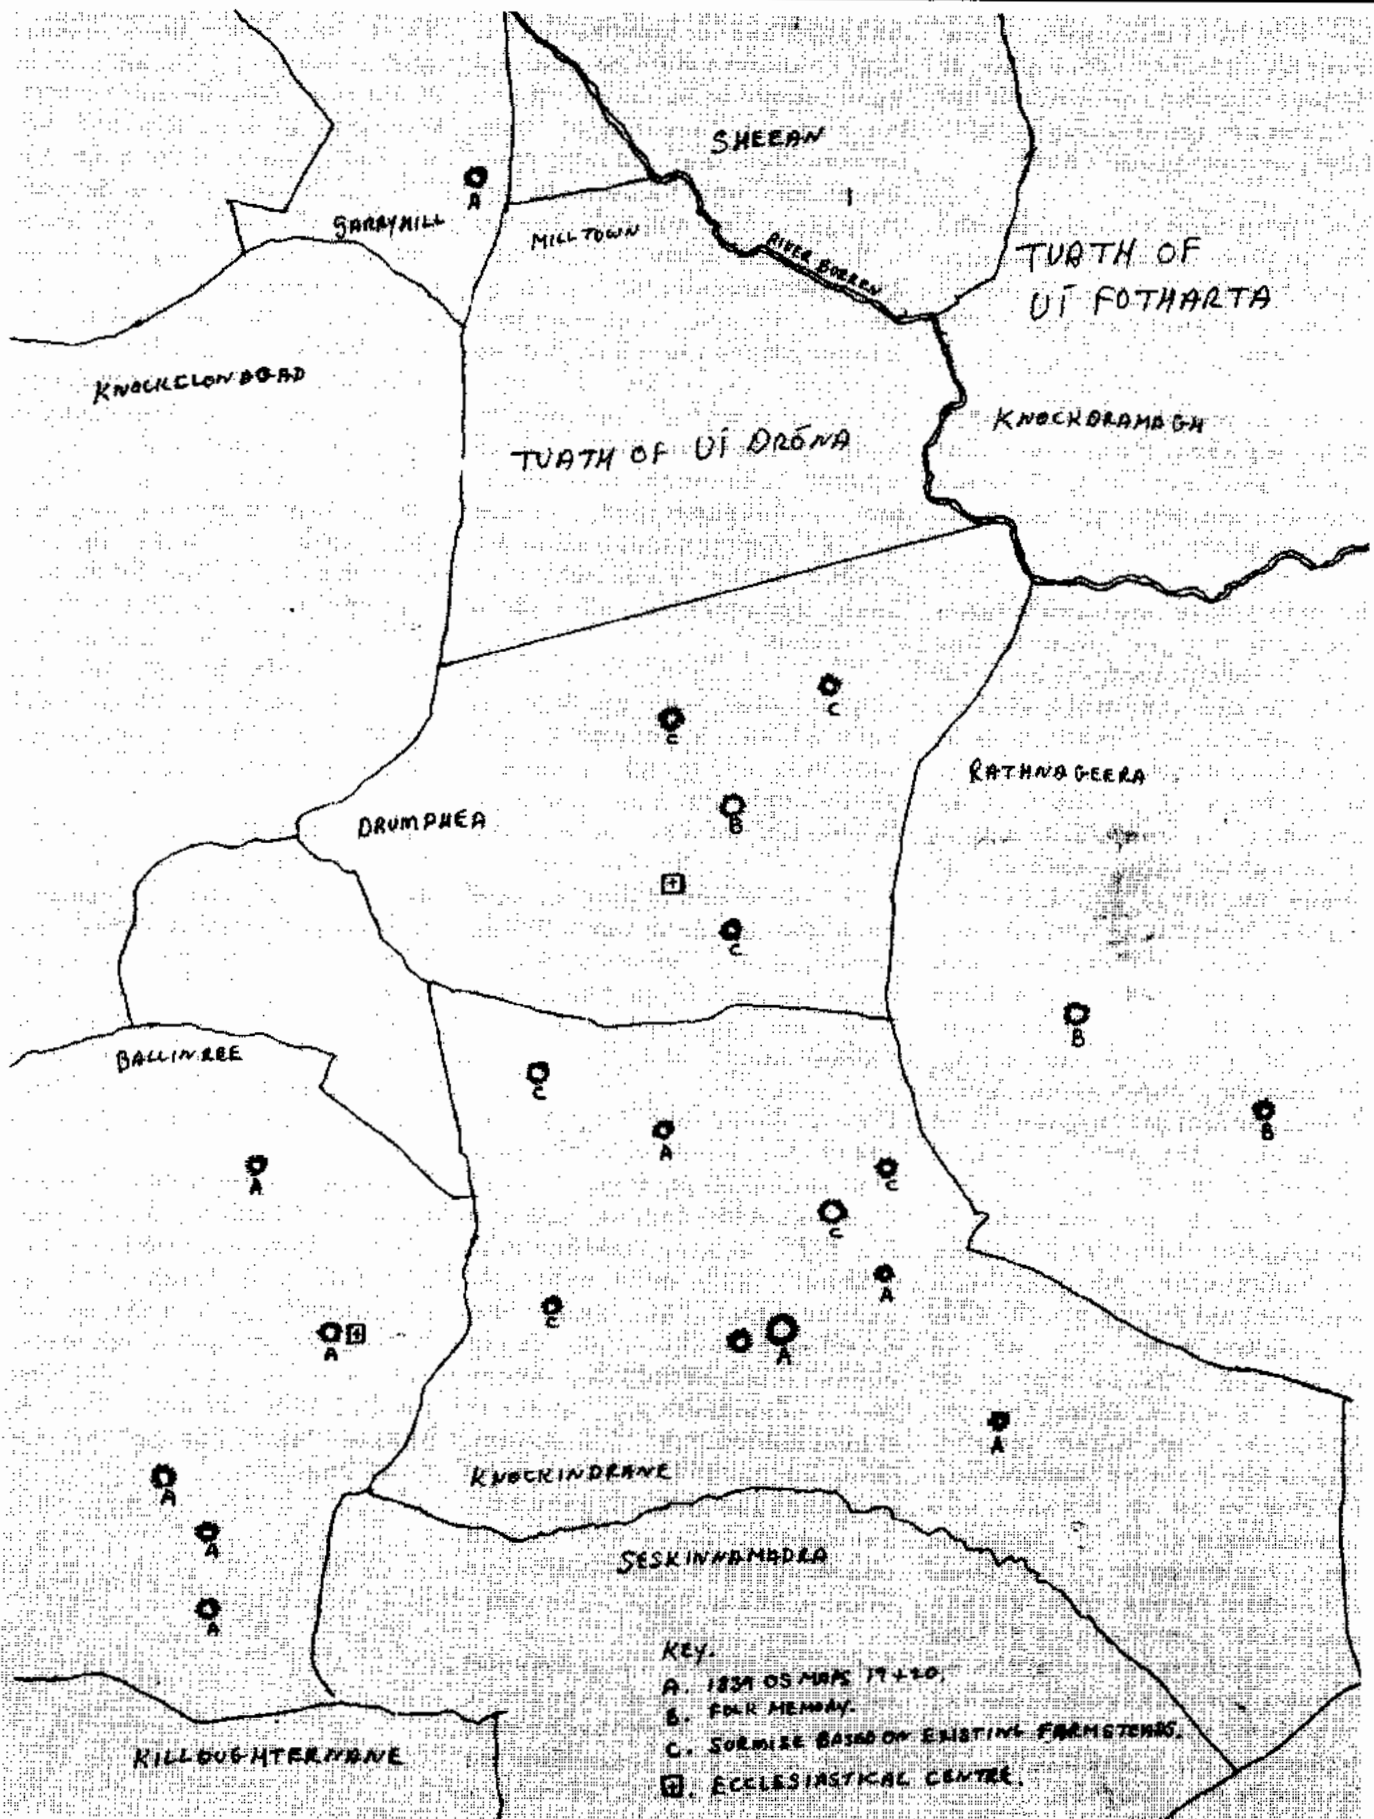 SHEEAN
A
GARRYHILL
MILLTOWN
RIVER BURREN
TUATH OF
UÍ FOTHARTA
KNOCKCLONAGAD
KNOCKDRAMAGH
TUATH OF UÍ DRÓNA
C
C
RATHNAGEERA
B
DRUMPHEA
C
B
BALLINREE
C
B
A
A
C
C
A
C
A
A
A
KNOCKINDRANE
A
A
SESKINNAMADRA
A
KEY.
A. 1839 OS MAPS 19+20.
B. FOLK MEMORY.
C. SURMISE BASED ON EXISTING FARMSTEADS.
KILLOUGHTERNANE
ECCLESIASTICAL CENTRE.